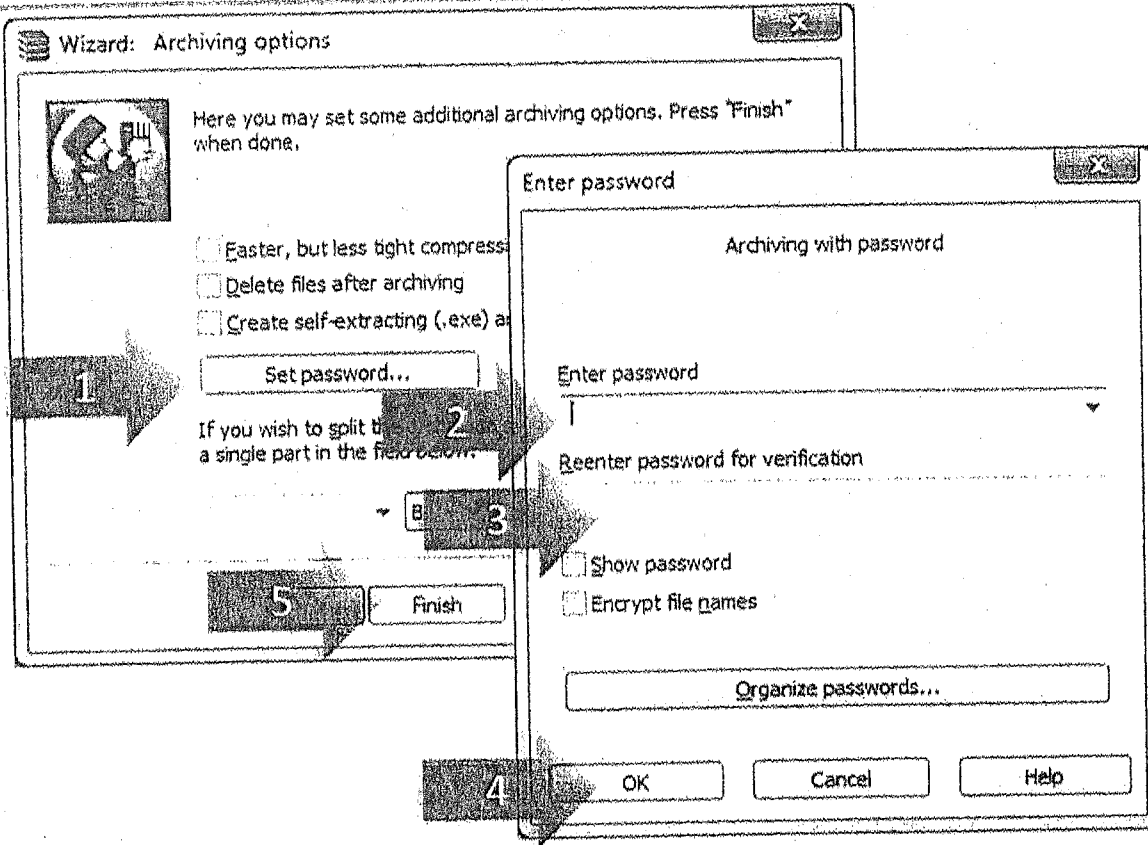 Wizard: Archiving options
Here you may set some additional archiving options. Press "Finish"
when done.
Faster, but less tight
Delete files after archiving
Create self-extracting (.exe)
1
Set password...
If you wish to split
a single part in the field below.
5
Finish
Enter password
Archiving with password
Enter password
2
Reenter password for verification
3
Show password
Encrypt file names
Organize passwords...
4
OK
Cancel
Help